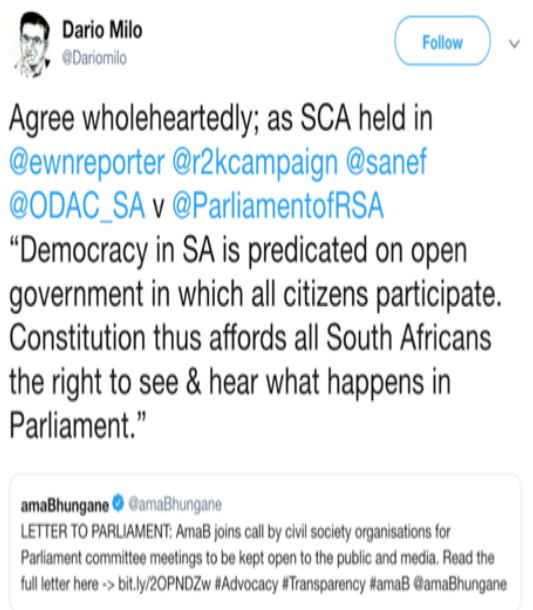 Dario Milo
@Dariomilo
Follow
Agree wholeheartedly; as SCA held in
@ewnreporter @r2kcampaign @sanef
@ODAC_SA v @ParliamentofRSA
“Democracy in SA is predicated on open
government in which all citizens participate.
Constitution thus affords all South Africans
the right to see & hear what happens in
Parliament.”
amaBhungane @amaBhungane
LETTER TO PARLIAMENT: AmaB joins call by civil society organisations for
Parliament committee meetings to be kept open to the public and media. Read the
full letter here -> bit.ly/2OPNDZw #Advocacy #Transparency #amaB @amaBhungane